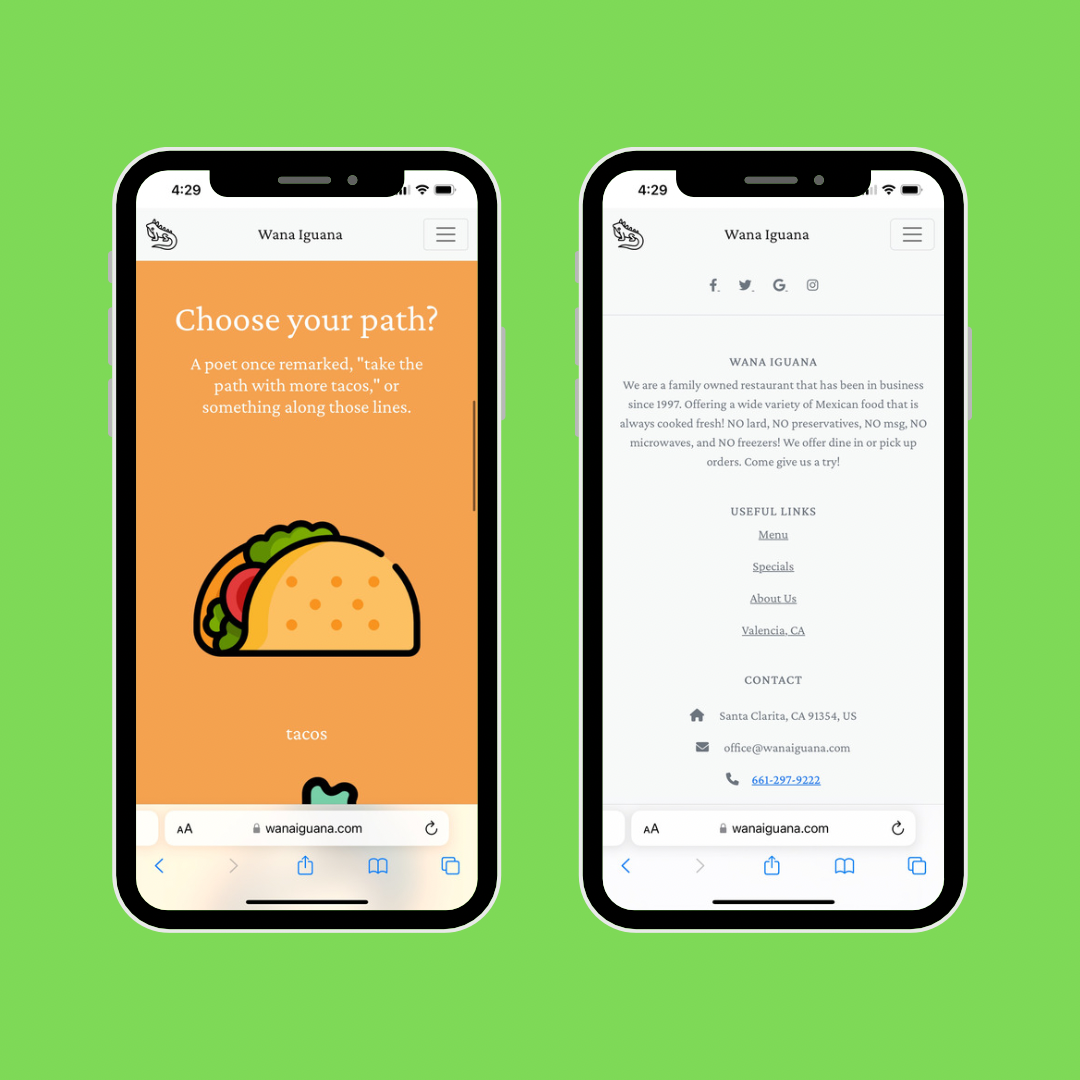 4:29
Wana Iguana
Choose your path?
A poet once remarked, "take the
path with more tacos," or
something along those lines.
tacos
AA
wanaiguana.com
4:29
Wana Iguana
WANA IGUANA
We are a family owned restaurant that has been in business
since 1997. Offering a wide variety of Mexican food that is
always cooked fresh! NO lard, NO preservatives, NO msg, NO
microwaves, and NO freezers! We offer dine in or pick up
orders. Come give us a try!
USEFUL LINKS
Menu
Specials
About Us
Valencia, CA
CONTACT
Santa Clarita, CA 91354, US
office@wanaiguana.com
661-297-9222
AA
wanaiguana.com